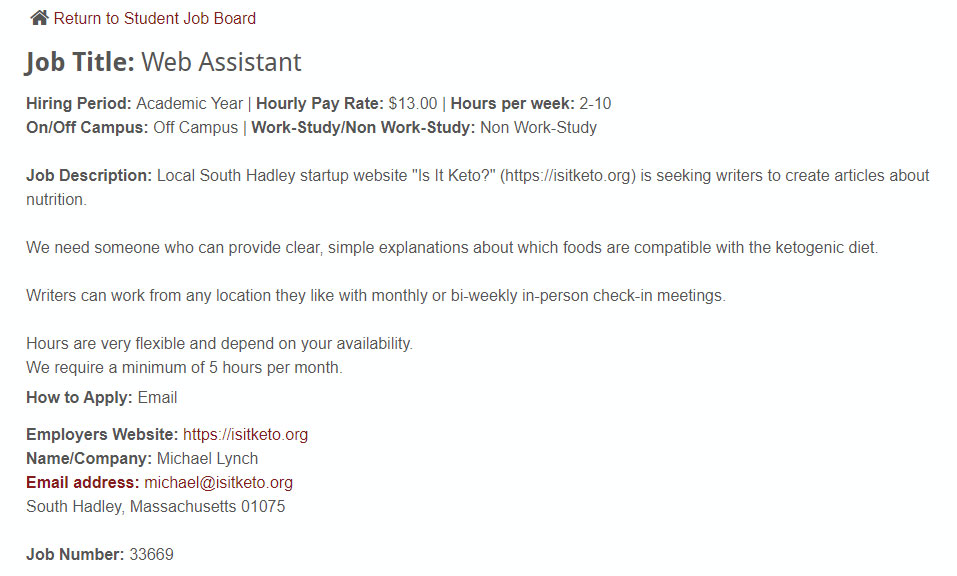 Return to Student Job Board
Job Title: Web Assistant
Hiring Period: Academic Year | Hourly Pay Rate: $13.00 | Hours per week: 2-10
On/Off Campus: Off Campus | Work-Study/Non Work-Study: Non Work-Study
Job Description: Local South Hadley startup website "Is It Keto?" (https://isitketo.org) is seeking writers to create articles about
nutrition.
We need someone who can provide clear, simple explanations about which foods are compatible with the ketogenic diet.
Writers can work from any location they like with monthly or bi-weekly in-person check-in meetings.
Hours are very flexible and depend on your availability.
We require a minimum of 5 hours per month.
How to Apply: Email
Employers Website: https://isitketo.org
Name/Company: Michael Lynch
Email address: michael@isitketo.org
South Hadley, Massachusetts 01075
Job Number: 33669